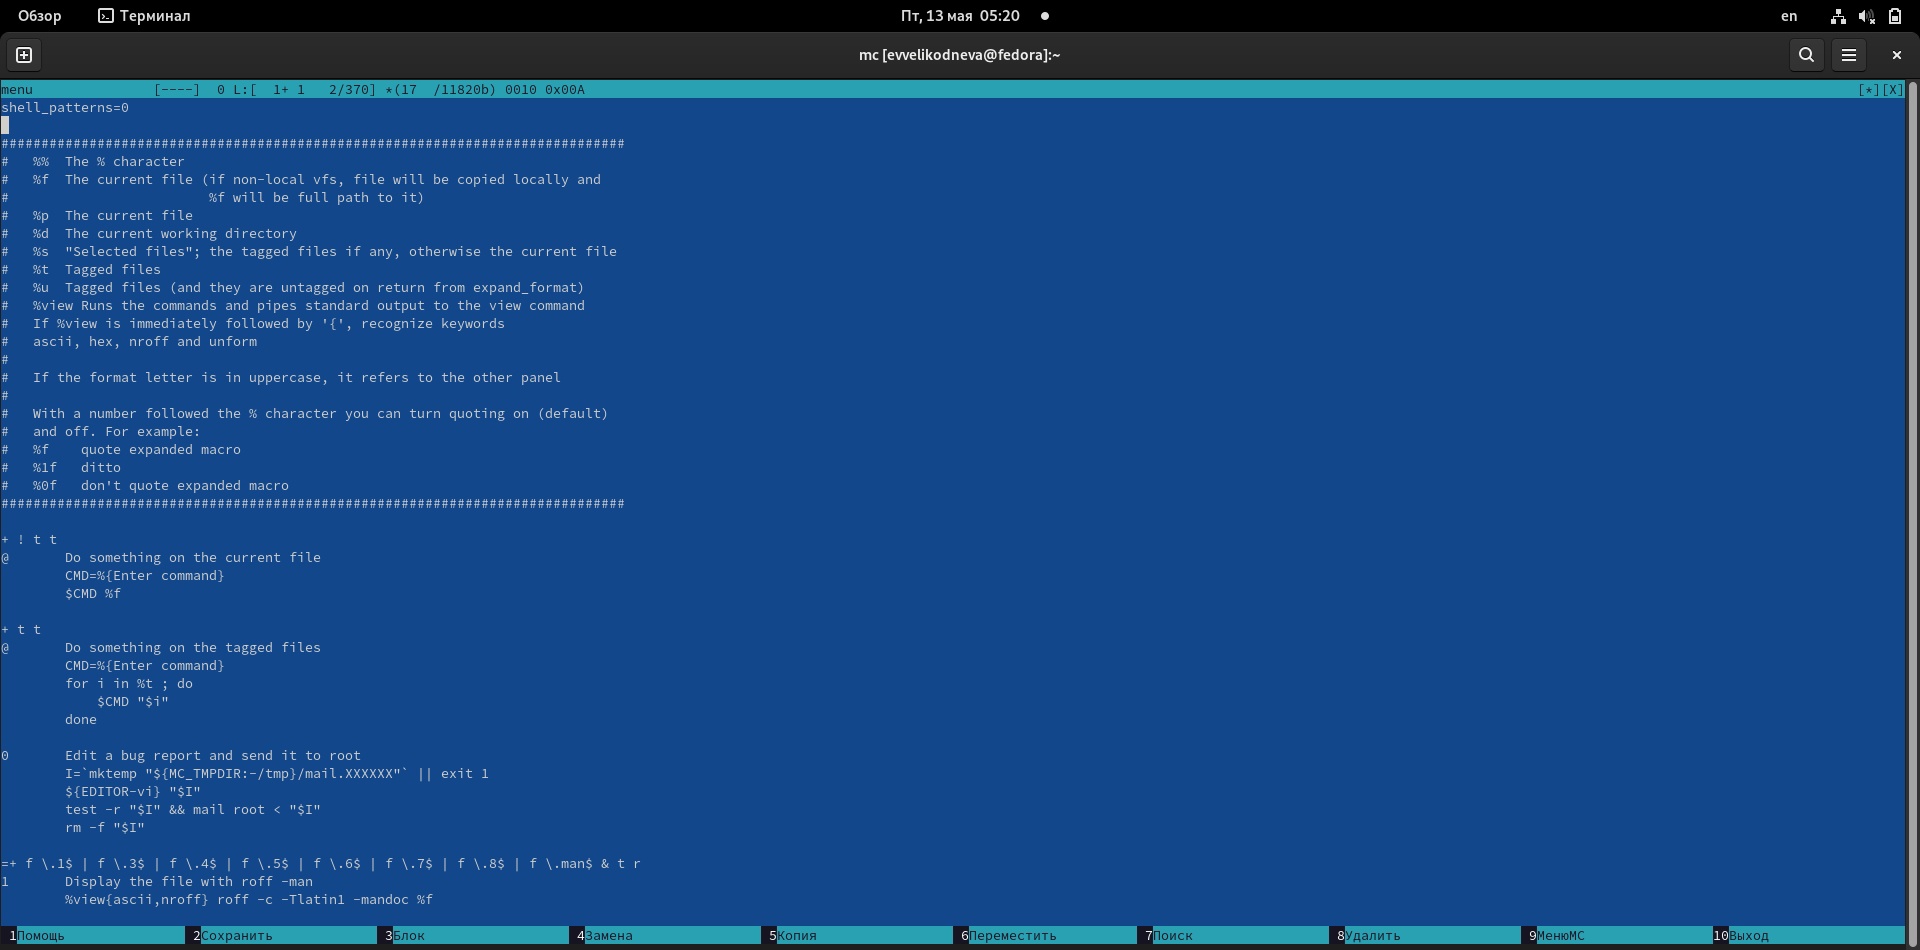 Обзор Терминал Пт, 13 мая 05:20 en
mc [evvelikodneva@fedora]:~
menu [----] 0 L:[ 1+ 1 2/370] *(17 /11820b) 0010 0x00A [*][X]
shell_patterns=0
##############################################################################
# %% The % character
# %f The current file (if non-local vfs, file will be copied locally and
# %f will be full path to it)
# %p The current file
# %d The current working directory
# %s "Selected files"; the tagged files if any, otherwise the current file
# %t Tagged files
# %u Tagged files (and they are untagged on return from expand_format)
# %view Runs the commands and pipes standard output to the view command
# If %view is immediately followed by '{', recognize keywords
# ascii, hex, nroff and unform
#
# If the format letter is in uppercase, it refers to the other panel
#
# With a number followed the % character you can turn quoting on (default)
# and off. For example:
# %f quote expanded macro
# %1f ditto
# %0f don't quote expanded macro
##############################################################################
+ ! t t
@ Do something on the current file
CMD=%{Enter command}
$CMD %f
+ t t
@ Do something on the tagged files
CMD=%{Enter command}
for i in %t ; do
$CMD "$i"
done
0 Edit a bug report and send it to root
I=`mktemp "${MC_TMPDIR:-/tmp}/mail.XXXXXX"` || exit 1
${EDITOR-vi} "$I"
test -r "$I" && mail root < "$I"
rm -f "$I"
=+ f \.1$ | f \.3$ | f \.4$ | f \.5$ | f \.6$ | f \.7$ | f \.8$ | f \.man$ & t r
1 Display the file with roff -man
%view{ascii,nroff} roff -c -Tlatin1 -mandoc %f
1Помощь 2Сохранить 3Блок 4Замена 5Копия 6Переместить 7Поиск 8Удалить 9МенюMC 10Выход